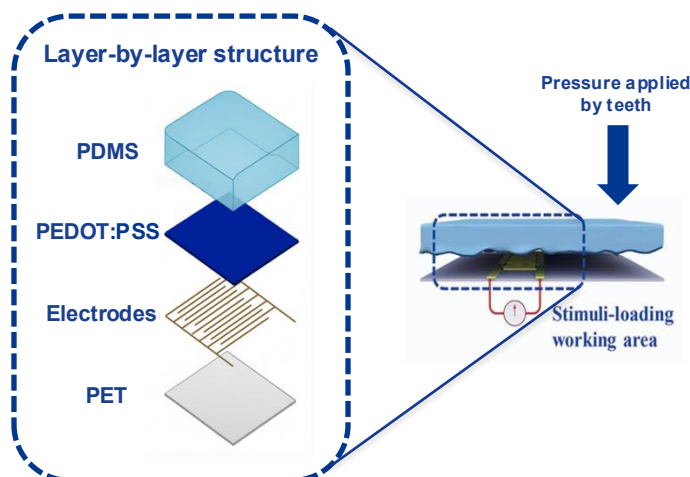 Layer-by-layer structure
PDMS
PEDOT:PSS
Electrodes
PET
Pressure applied
by teeth
Stimuli-loading
working area